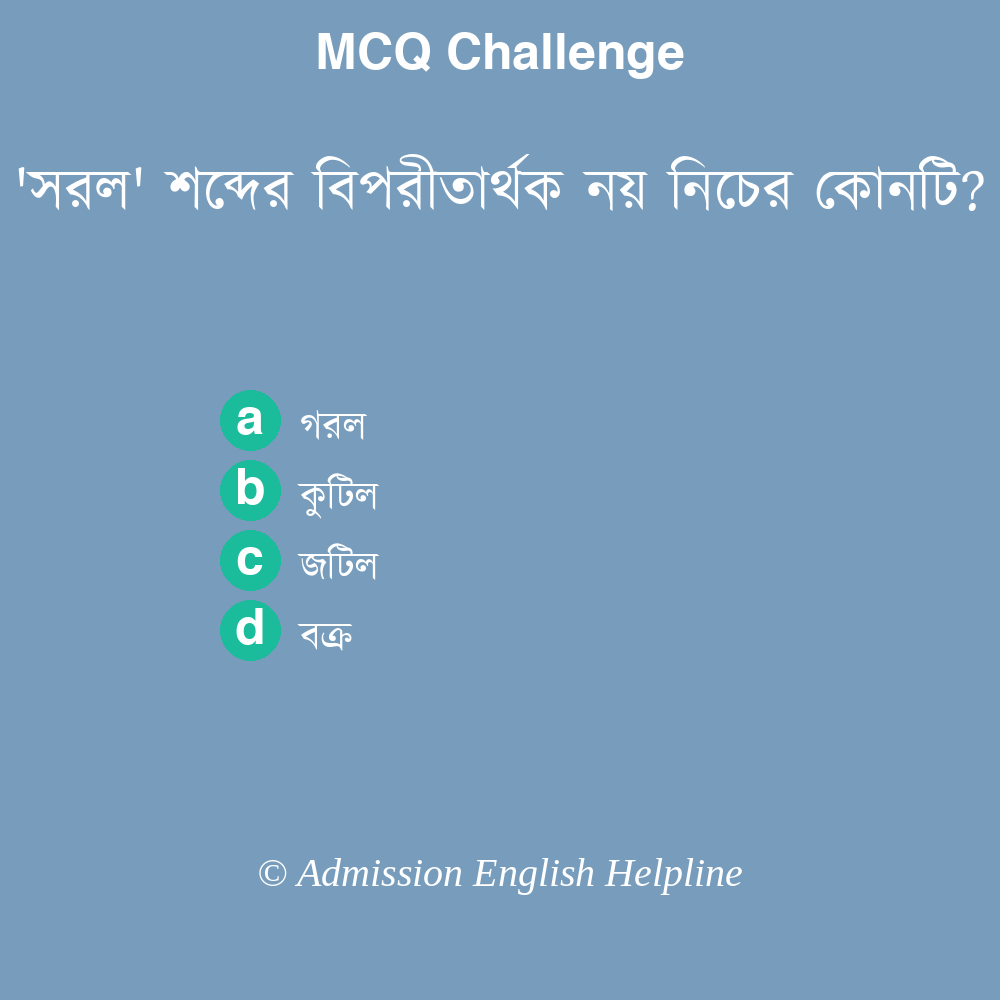 MCQ Challenge
'সরল' শব্দের বিপরীতার্থক নয় নিচের কোনটি?
a গরল
b কুটিল
c জটিল
d বক্র
© Admission English Helpline